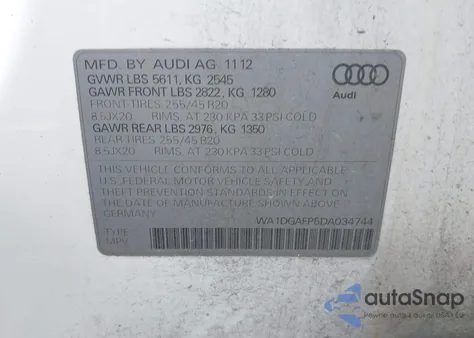 MFD. BY AUDI AG 11 12
GVWR LBS 5611, KG 2545
GAWR FRONT LBS 2822, KG 1280
FRONT TIRES 255/45 R20
8.5JX20 RIMS, AT 230 KPA 33 PSI COLD
GAWR REAR LBS 2976, KG 1350
REAR TIRES 255/45 R20
8.5JX20 RIMS, AT 230 KPA 33 PSI COLD
THIS VEHICLE CONFORMS TO ALL APPLICABLE
U.S. FEDERAL MOTOR VEHICLE SAFETY AND
THEFT PREVENTION STANDARDS IN EFFECT ON
THE DATE OF MANUFACTURE SHOWN ABOVE
GERMANY
WA1DGAFP5DA034744
TYPE:
MPV
Audi
autoSnap